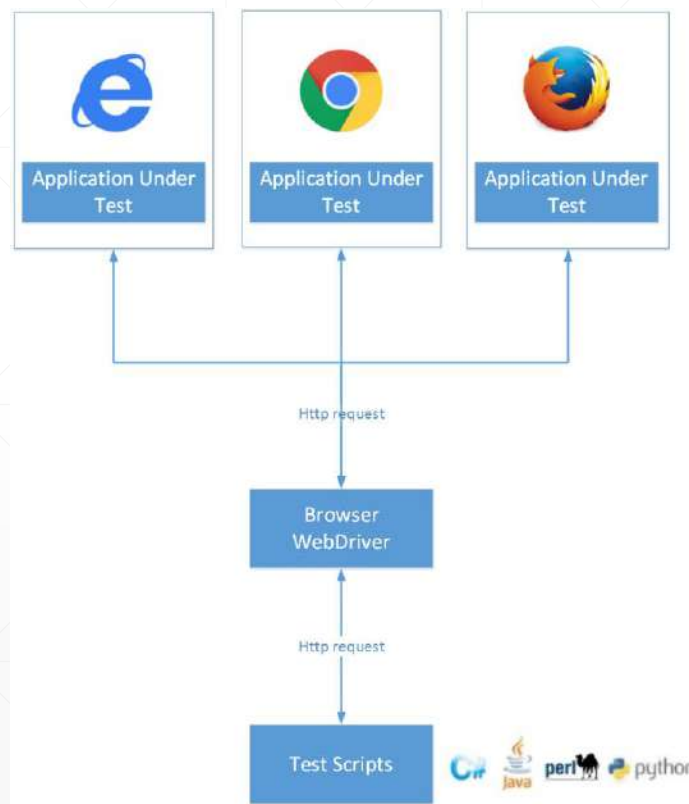 Application Under
Test
Application Under
Test
Application Under
Test
Http request
Browser
WebDriver
Http request
Test Scripts
C#
Java
perl
python